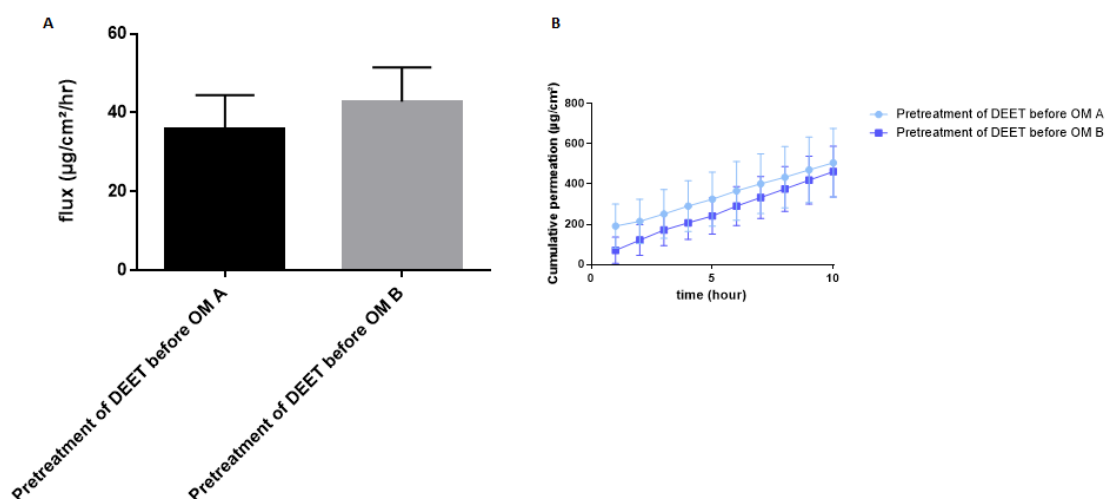 A
60
40
20
0
flux (µg/cm²/hr)
Pretreatment of DEET before OM A
Pretreatment of DEET before OM B
B
800
600
400
200
0
0
5
10
Cumulative permeation (µg/cm²)
time (hour)
Pretreatment of DEET before OM A
Pretreatment of DEET before OM B